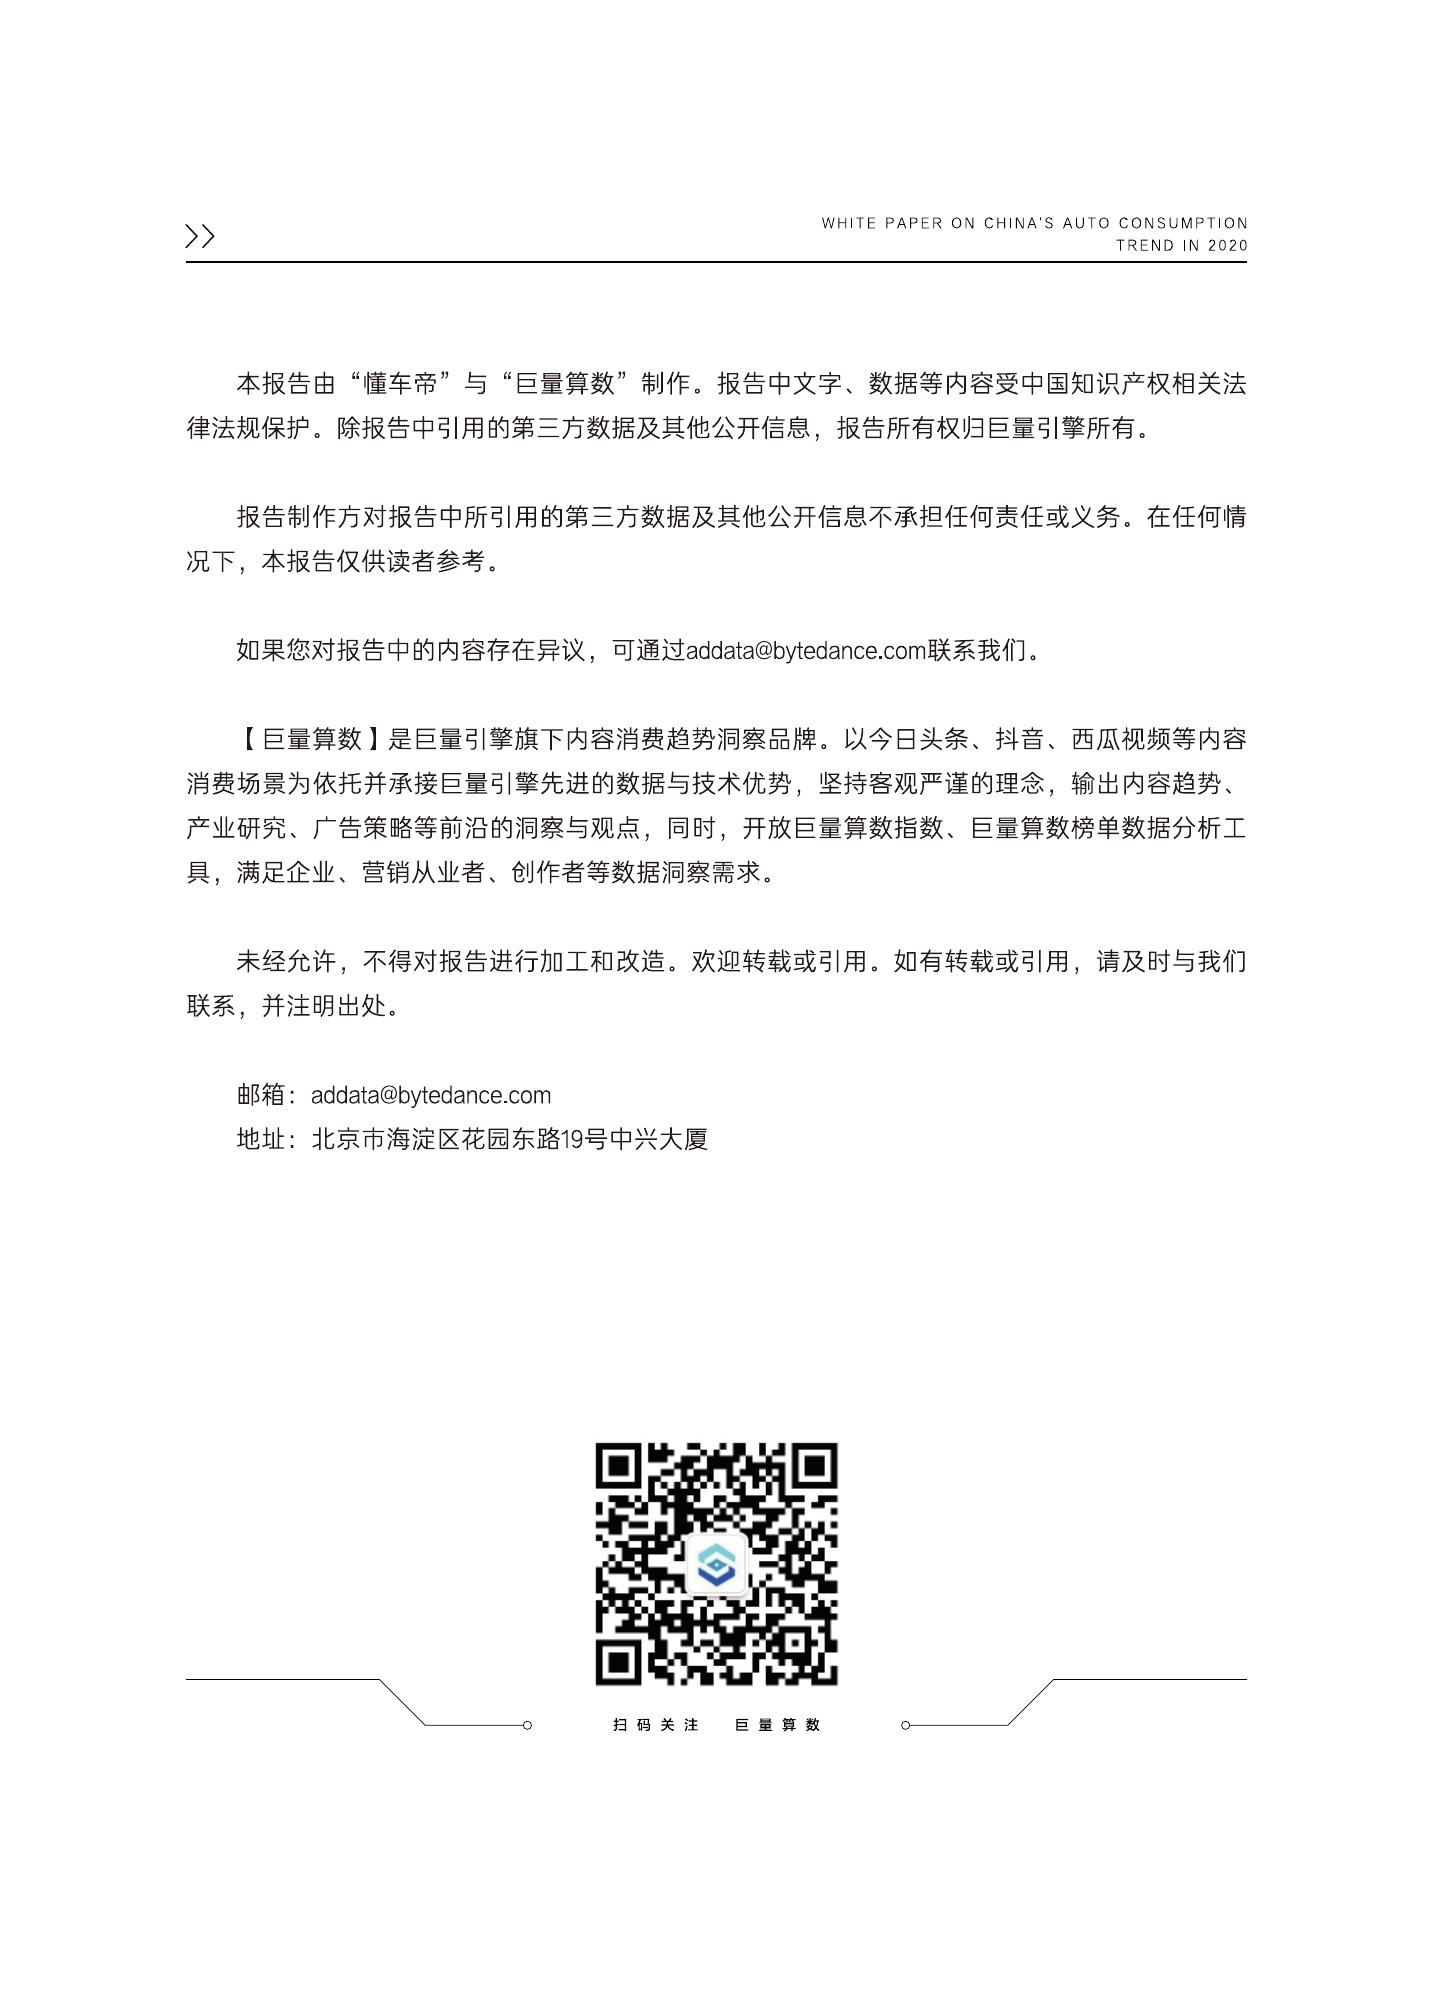 WHITE PAPER ON CHINA'S AUTO CONSUMPTION
TREND IN 2020
本报告由“懂车帝”与“巨量算数”制作。报告中文字、数据等内容受中国知识产权相关法
律法规保护。除报告中引用的第三方数据及其他公开信息，报告所有权归巨量引擎所有。
报告制作方对报告中所引用的第三方数据及其他公开信息不承担任何责任或义务。在任何情
况下，本报告仅供读者参考。
如果您对报告中的内容存在异议，可通过addata@bytedance.com联系我们。
【巨量算数】是巨量引擎旗下内容消费趋势洞察品牌。以今日头条、抖音、西瓜视频等内容
消费场景为依托并承接巨量引擎先进的数据与技术优势，坚持客观严谨的理念，输出内容趋势、
产业研究、广告策略等前沿的洞察与观点，同时，开放巨量算数指数、巨量算数榜单数据分析工
具，满足企业、营销从业者、创作者等数据洞察需求。
未经允许，不得对报告进行加工和改造。欢迎转载或引用。如有转载或引用，请及时与我们
联系，并注明出处。
邮箱：addata@bytedance.com
地址：北京市海淀区花园东路19号中兴大厦
扫码关注 巨量算数